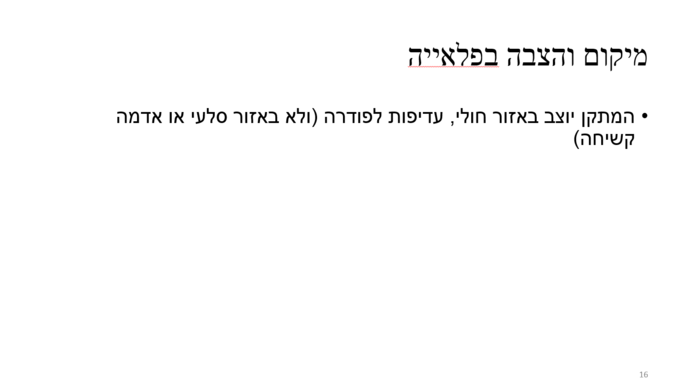 מיקום והצבה בפלאייה
• המתקן יוצב באזור חולי, עדיפות לפודרה (ולא באזור סלעי או אדמה
קשיחה)
16